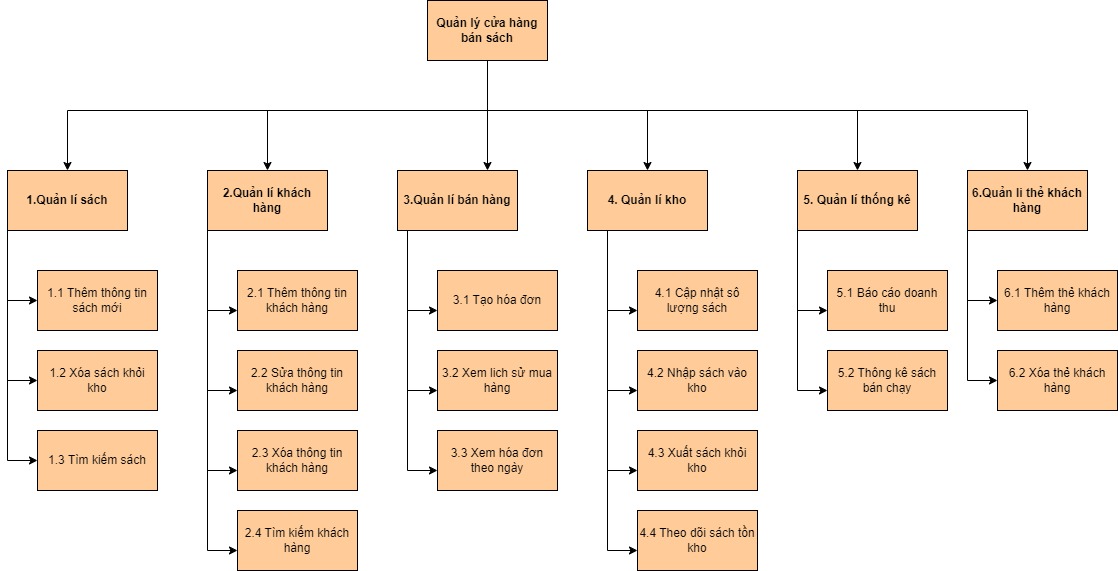 Quản lý cửa hàng
bán sách
1.Quản lí sách
2.Quản lí khách
hàng
3.Quản lí bán hàng
4. Quản lí kho
5. Quản lí thống kê
6.Quản li thẻ khách
hàng
1.1 Thêm thông tin
sách mới
1.2 Xóa sách khỏi
kho
1.3 Tìm kiếm sách
2.1 Thêm thông tin
khách hàng
2.2 Sửa thông tin
khách hàng
2.3 Xóa thông tin
khách hàng
2.4 Tìm kiếm khách
hàng
3.1 Tạo hóa đơn
3.2 Xem lich sử mua
hàng
3.3 Xem hóa đơn
theo ngày
4.1 Cập nhật sô
lượng sách
4.2 Nhập sách vào
kho
4.3 Xuất sách khỏi
kho
4.4 Theo dõi sách tồn
kho
5.1 Báo cáo doanh
thu
5.2 Thống kê sách
bán chạy
6.1 Thêm thẻ khách
hàng
6.2 Xóa thẻ khách
hàng